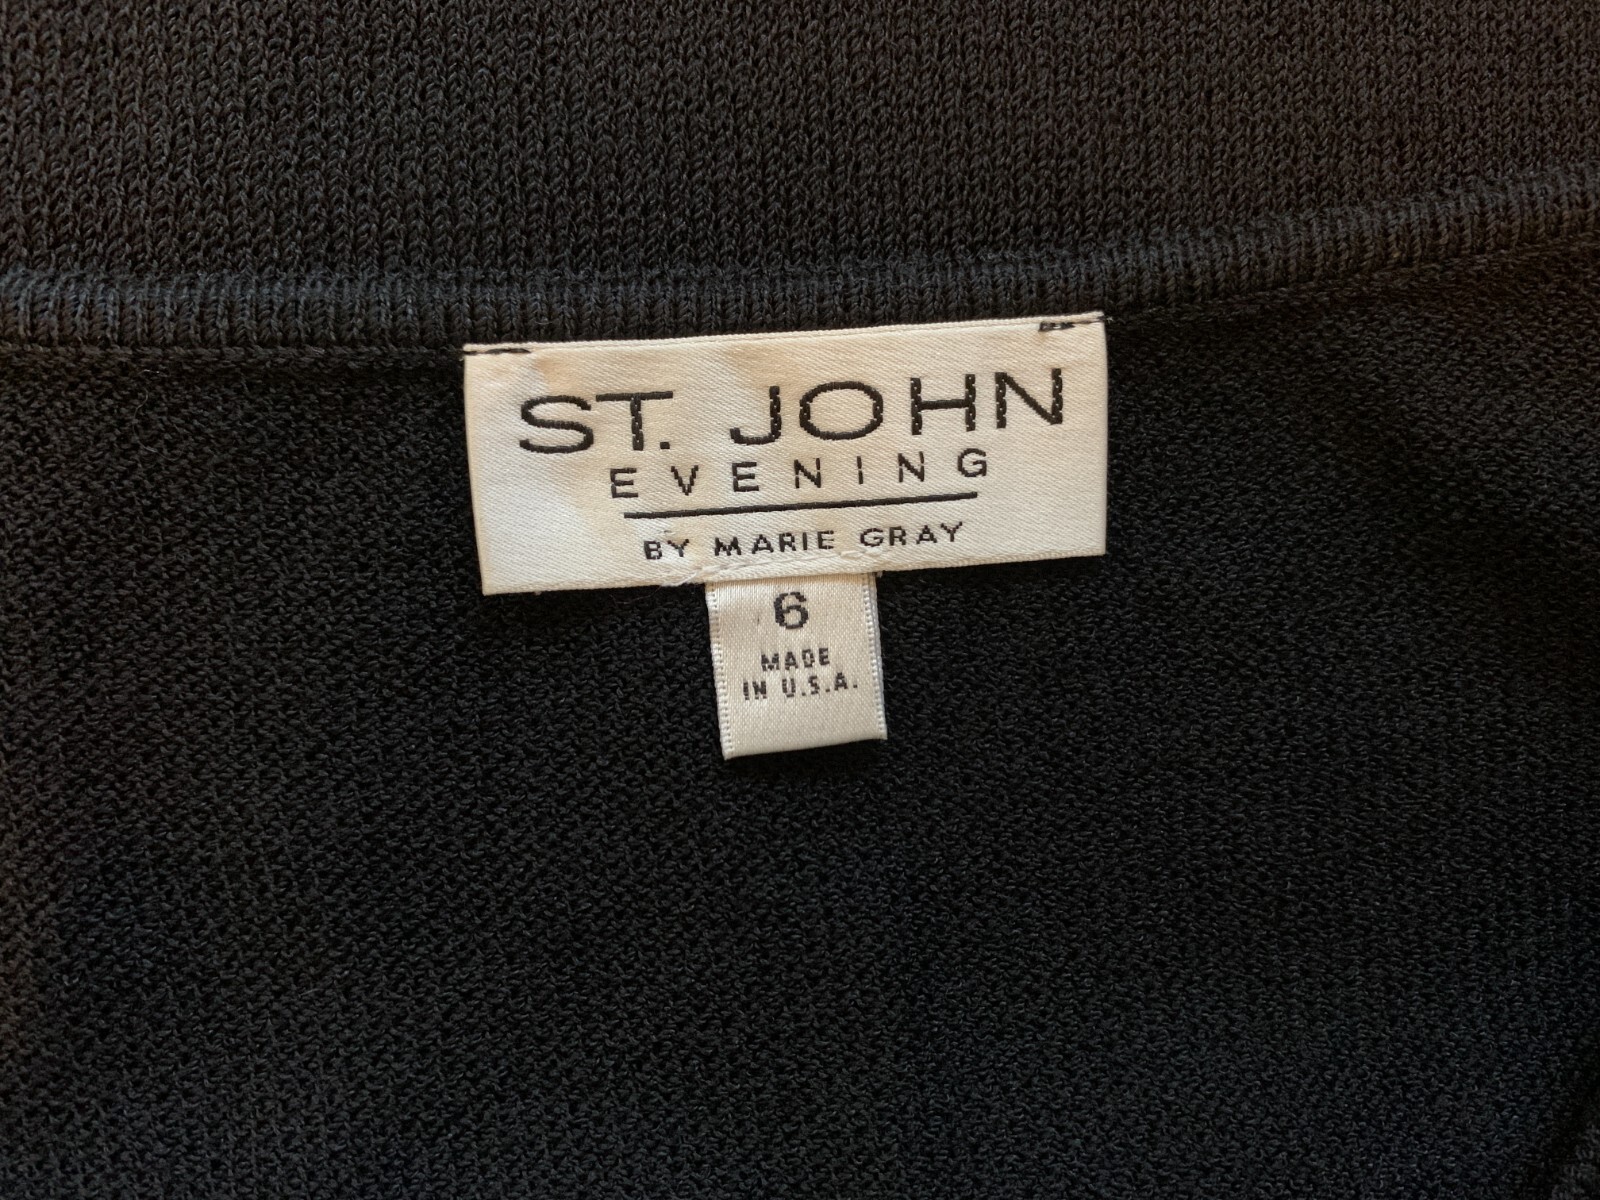 ST. JOHN
EVENING
BY MARIE GRAY
6
MADE
IN U.S.A.